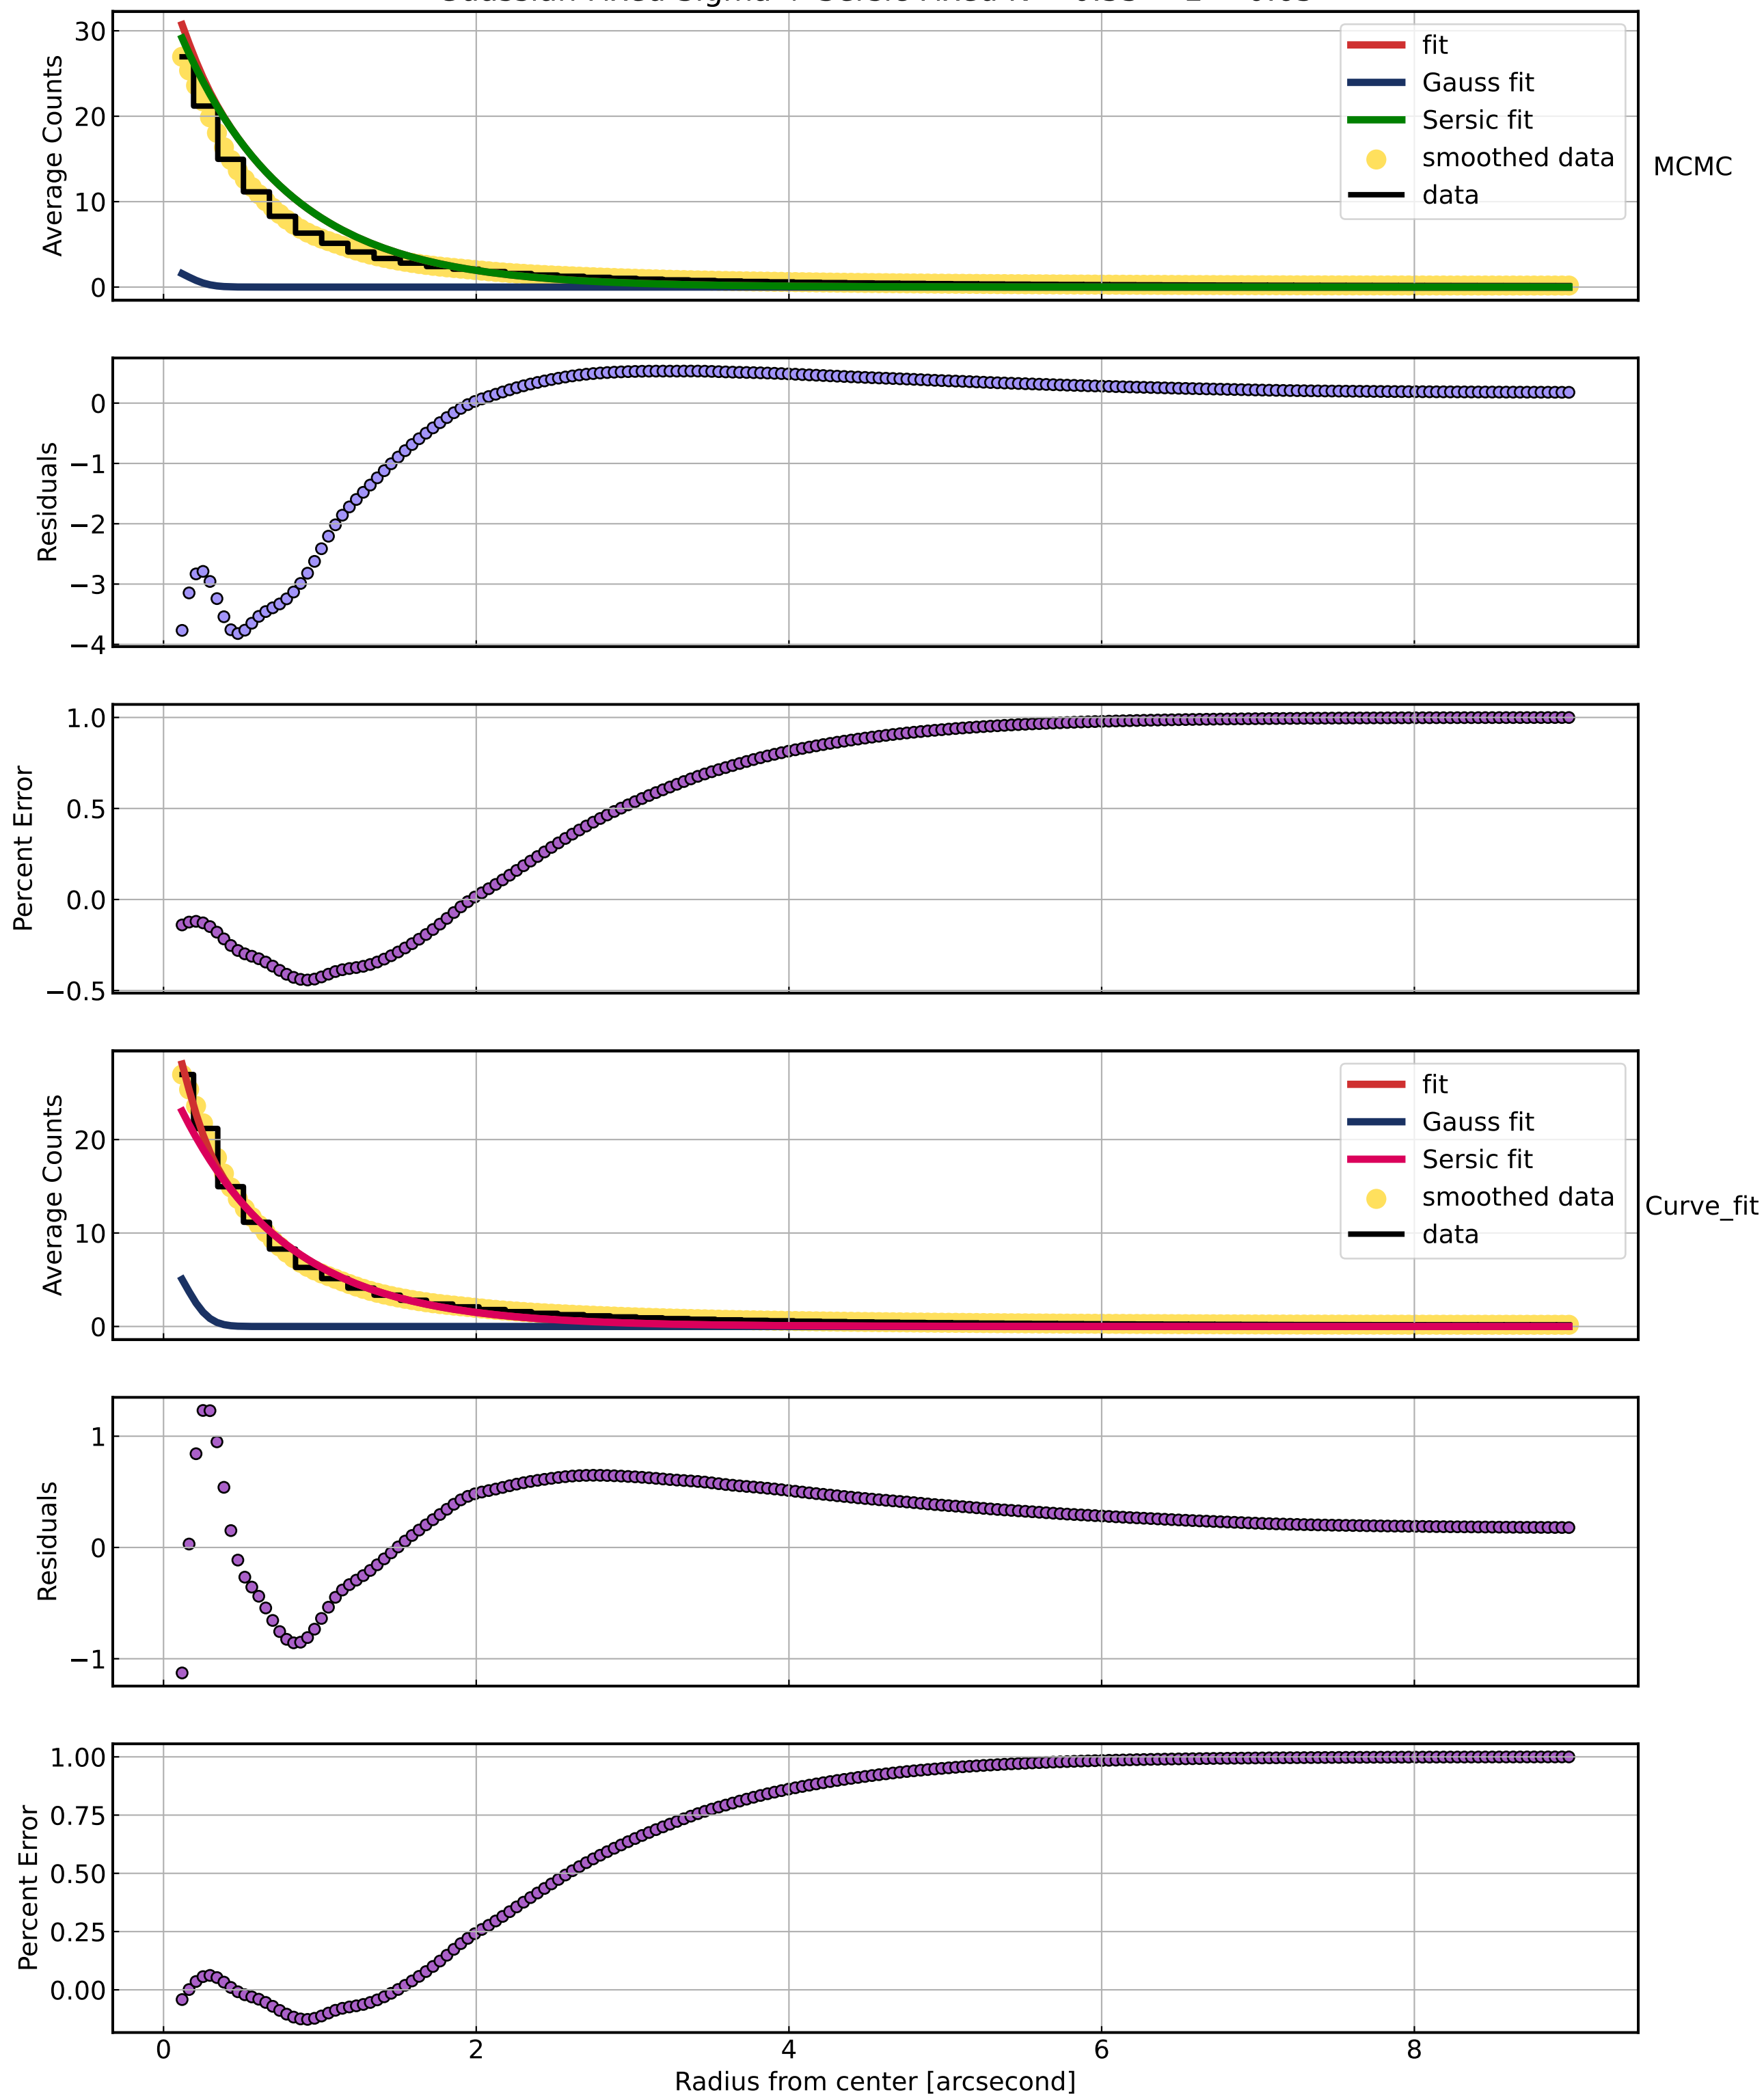 MCMC
Average Counts
30
20
10
0
fit
Gauss fit
Sersic fit
smoothed data
data
Residuals
0
−1
−2
−3
−4
Percent Error
1.0
0.5
0.0
−0.5
Curve_fit
Average Counts
20
10
0
fit
Gauss fit
Sersic fit
smoothed data
data
Residuals
1
0
−1
Percent Error
1.00
0.75
0.50
0.25
0.00
0 2 4 6 8
Radius from center [arcsecond]